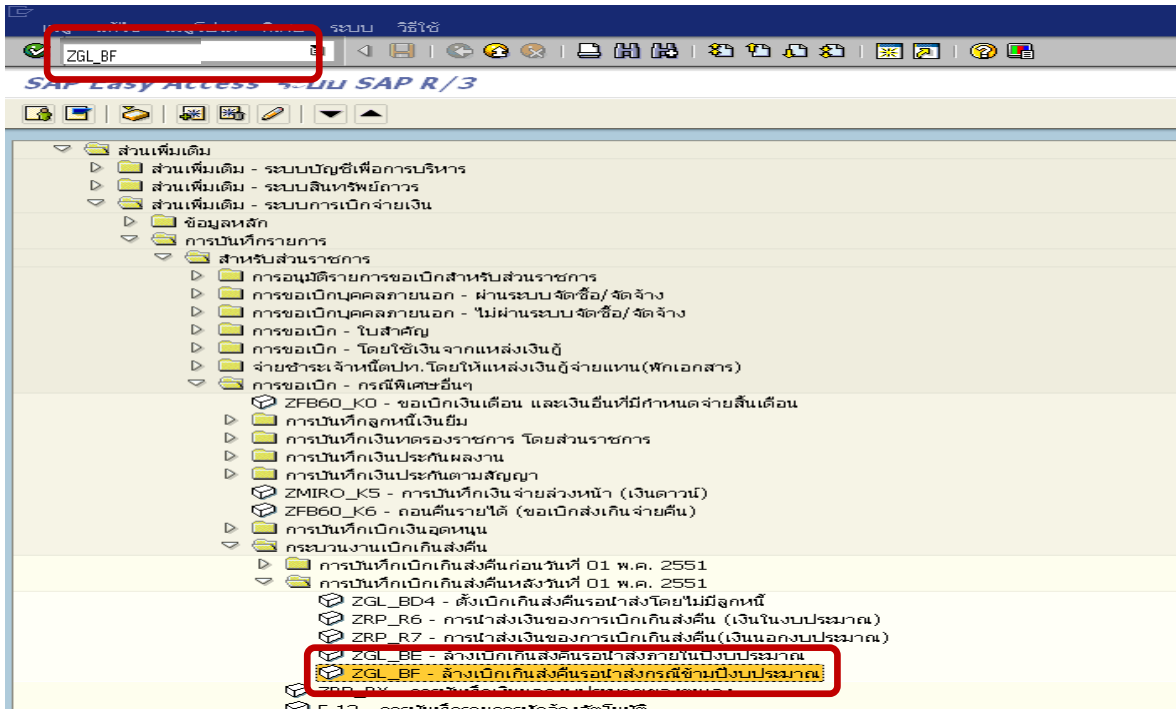 ระบบ วิธีใช้
ZGL_BF
SAP Easy Access ระบบ SAP R/3
ส่วนเพิ่มเติม
ส่วนเพิ่มเติม - ระบบบัญชีเพื่อการบริหาร
ส่วนเพิ่มเติม - ระบบสินทรัพย์ถาวร
ส่วนเพิ่มเติม - ระบบการเบิกจ่ายเงิน
ข้อมูลหลัก
การบันทึกรายการ
สำหรับส่วนราชการ
การอนุมัติรายการขอเบิกสำหรับส่วนราชการ
การขอเบิกบุคคลภายนอก - ผ่านระบบจัดซื้อ/จัดจ้าง
การขอเบิกบุคคลภายนอก - ไม่ผ่านระบบจัดซื้อ/จัดจ้าง
การขอเบิก - ใบสำคัญ
การขอเบิก - โดยใช้เงินจากแหล่งเงินกู้
จ่ายชำระเจ้าหนี้ตปท.โดยให้แหล่งเงินกู้จ่ายแทน(พักเอกสาร)
การขอเบิก - กรณีพิเศษอื่นๆ
ZFB60_K0 - ขอเบิกเงินเดือน และเงินอื่นที่มีกำหนดจ่ายสิ้นเดือน
การบันทึกลูกหนี้เงินยืม
การบันทึกเงินทดรองราชการ โดยส่วนราชการ
การบันทึกเงินประกันผลงาน
การบันทึกเงินประกันตามสัญญา
ZMIRO_K5 - การบันทึกเงินจ่ายล่วงหน้า (เงินดาวน์)
ZFB60_K6 - ถอนคืนรายได้ (ขอเบิกส่งเกินจ่ายคืน)
การบันทึกเบิกเงินอุดหนุน
กระบวนงานเบิกเกินส่งคืน
การบันทึกเบิกเกินส่งคืนก่อนวันที่ 01 พ.ค. 2551
การบันทึกเบิกเกินส่งคืนหลังวันที่ 01 พ.ค. 2551
ZGL_BD4 - ตั้งเบิกเกินส่งคืนรอนำส่งโดยไม่มีลูกหนี้
ZRP_R6 - การนำส่งเงินของการเบิกเกินส่งคืน (เงินในงบประมาณ)
ZRP_R7 - การนำส่งเงินของการเบิกเกินส่งคืน(เงินนอกงบประมาณ)
ZGL_BE - ล้างเบิกเกินส่งคืนรอนำส่งภายในปีงบประมาณ
ZGL_BF - ล้างเบิกเกินส่งคืนรอนำส่งกรณีข้ามปีงบประมาณ